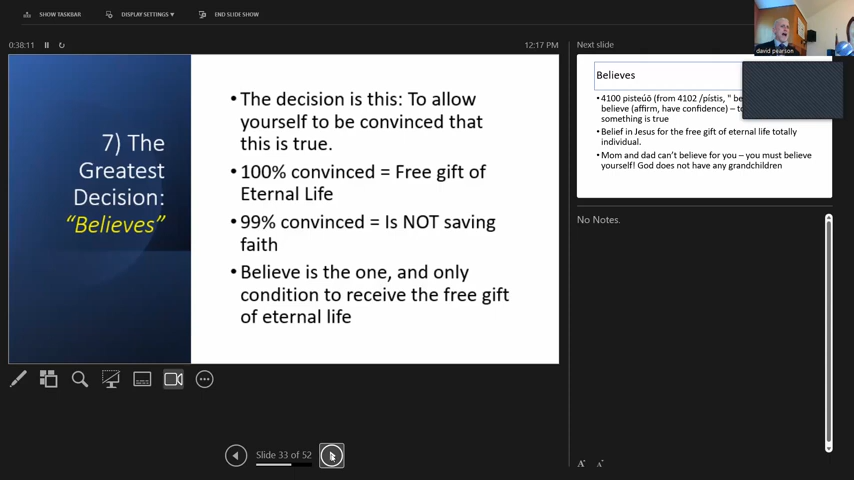 SHOW TASKBAR
DISPLAY SETTINGS ▼
END SLIDE SHOW
0:38:11
12:17 PM
Next slide
david pearson
7) The
Greatest
Decision:
“Believes”
• The decision is this: To allow
yourself to be convinced that
this is true.
• 100% convinced = Free gift of
Eternal Life
• 99% convinced = Is NOT saving
faith
• Believe is the one, and only
condition to receive the free gift
of eternal life
Believes
• 4100 pisteúō (from 4102 /pístis, "
believe (affirm, have confidence) –
something is true
• Belief in Jesus for the free gift of eternal life totally
individual.
• Mom and dad can’t believe for you – you must believe
yourself! God does not have any grandchildren
No Notes.
Slide 33 of 52
A A